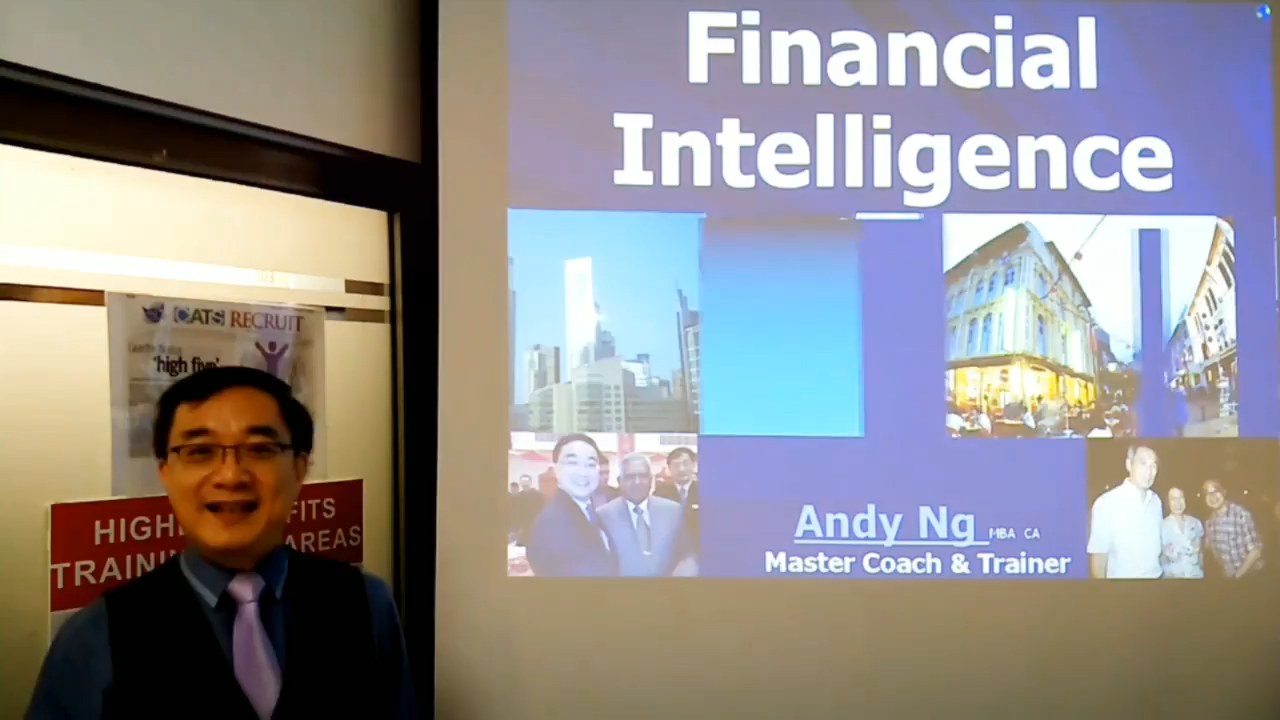 Financial
Intelligence
Andy Ng MBA CA
Master Coach & Trainer
CATS RECRUIT
'high five'
HIGH FITS
TRAIN AREAS